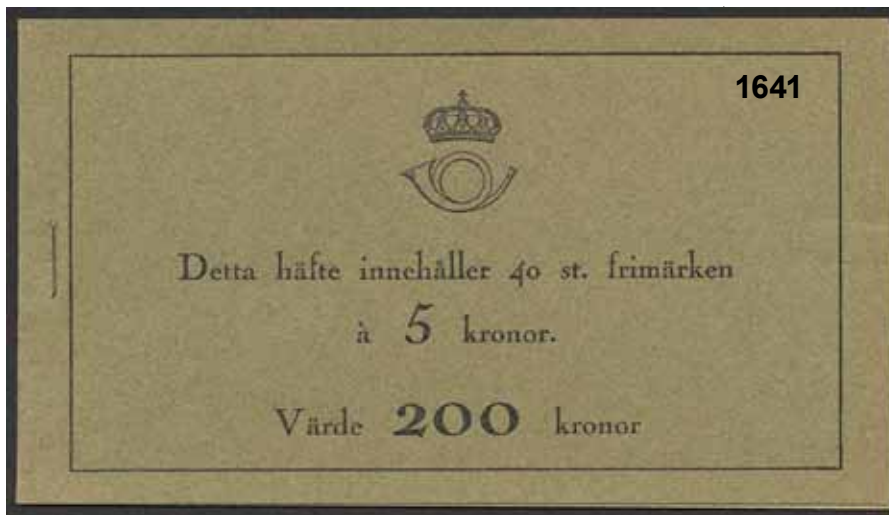 1641
Detta häfte innehåller 40 st. frimärken
à 5 kronor.
Värde 200 kronor